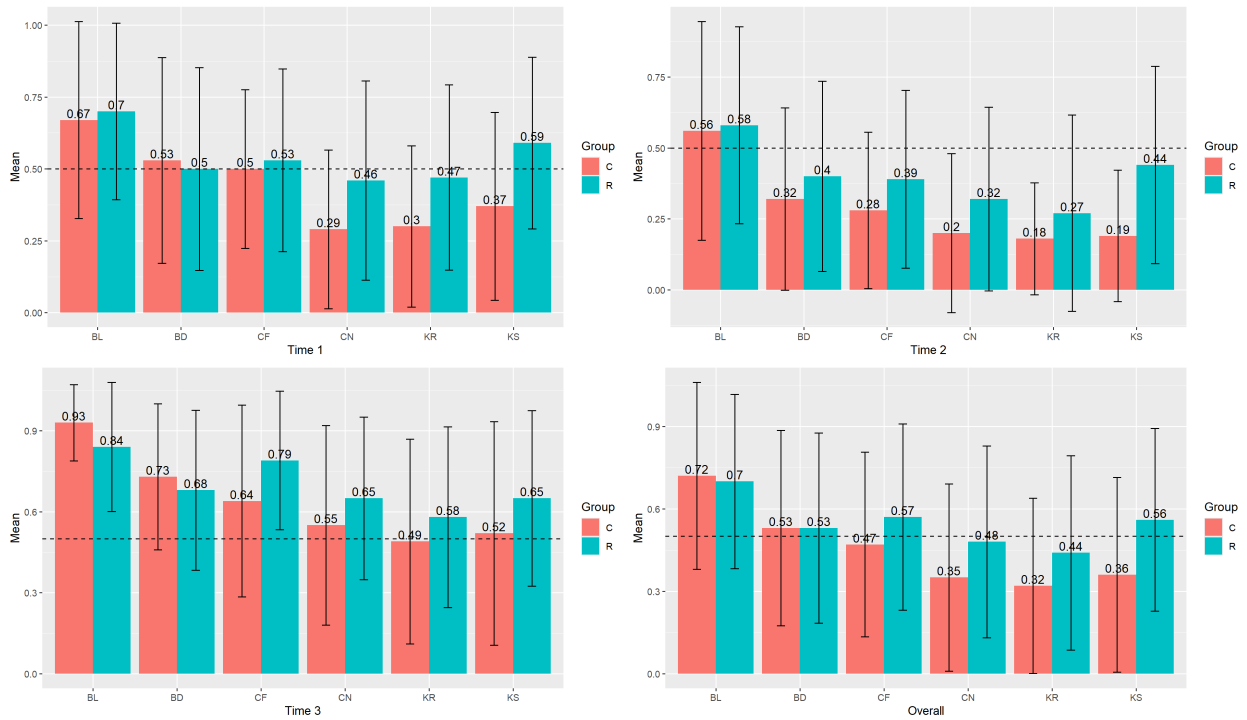 1.00
0.75
0.50
0.25
0.00
Mean
0.67 0.7 0.53 0.5 0.5 0.53 0.29 0.46 0.3 0.47 0.37 0.59
BL BD CF CN KR KS
Time 1
Group
C
R
0.75
0.50
0.25
0.00
Mean
0.56 0.58 0.32 0.4 0.28 0.39 0.2 0.32 0.18 0.27 0.19 0.44
BL BD CF CN KR KS
Time 2
Group
C
R
0.9
0.6
0.3
0.0
Mean
0.93 0.84 0.73 0.68 0.64 0.79 0.55 0.65 0.49 0.58 0.52 0.65
BL BD CF CN KR KS
Time 3
Group
C
R
0.9
0.6
0.3
0.0
Mean
0.72 0.7 0.53 0.53 0.47 0.57 0.35 0.48 0.32 0.44 0.36 0.56
BL BD CF CN KR KS
Overall
Group
C
R